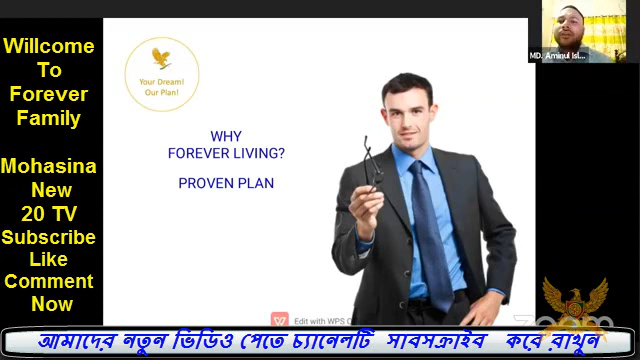 Willcome
To
Forever
Family
Mohasina
New
20 TV
Subscribe
Like
Comment
Now
Your Dream!
Our Plan!
WHY
FOREVER LIVING?
PROVEN PLAN
MD. Aminul Isl...
Edit with WPS
zoom
আমাদের নতুন ভিডিও পেতে চ্যানেলটি সাবসক্রাইব করে রাখুন